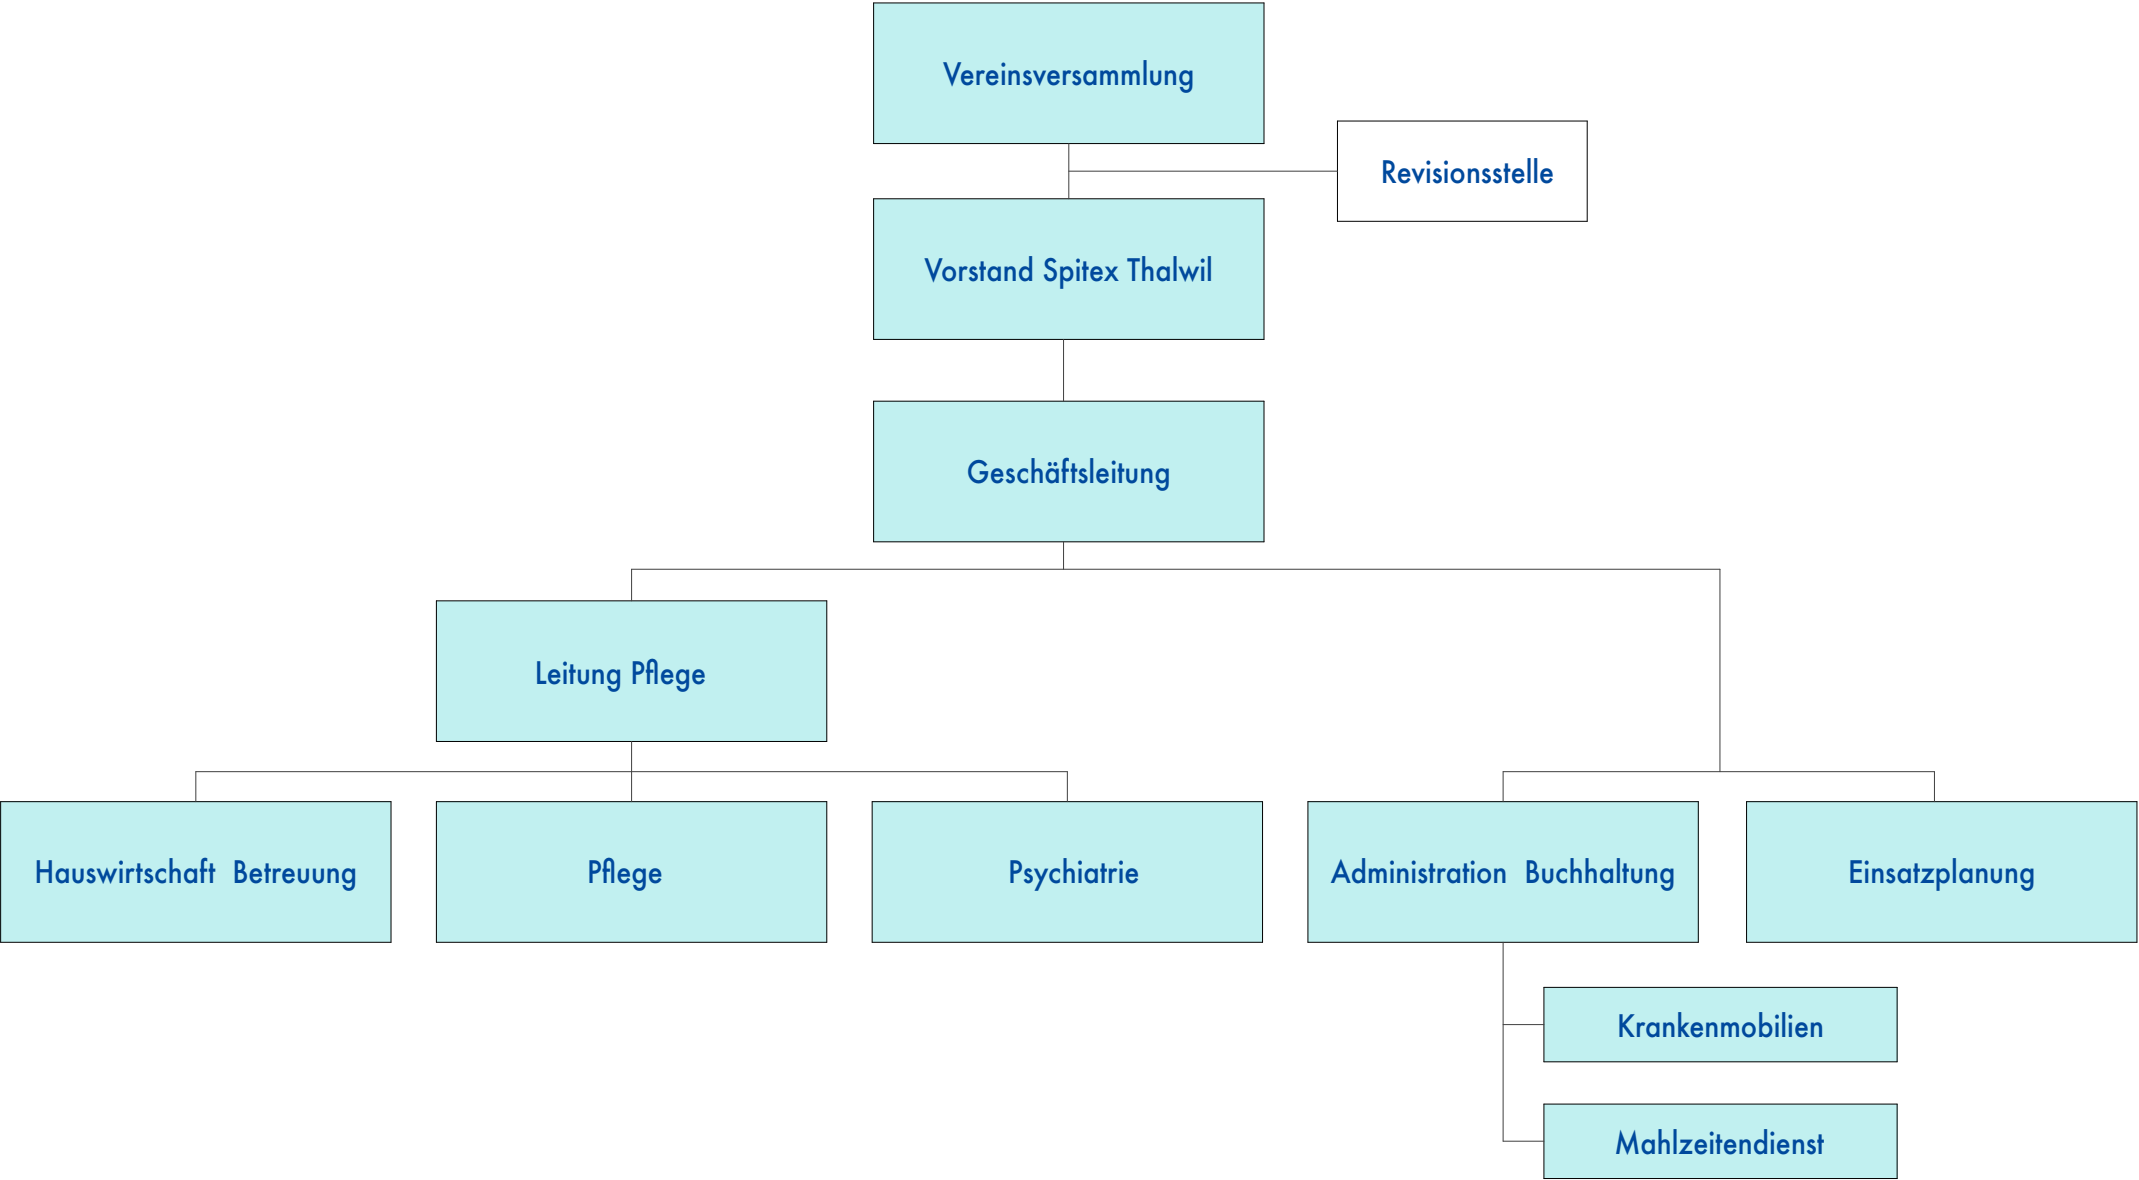 Vereinsversammlung
Revisionsstelle
Vorstand Spitex Thalwil
Geschäftsleitung
Leitung Pflege
Hauswirtschaft Betreuung
Pflege
Psychiatrie
Administration Buchhaltung
Einsatzplanung
Krankenmobilien
Mahlzeitendienst